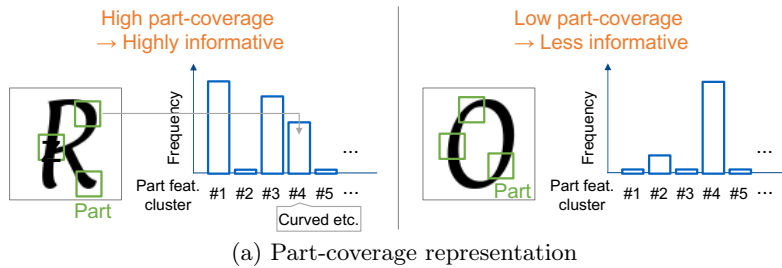 High part-coverage
→ Highly informative
R
Part
Frequency
Part feat.
cluster
#1 #2 #3 #4 #5 ...
...
Curved etc.
Low part-coverage
→ Less informative
O
Part
Frequency
Part feat.
cluster
#1 #2 #3 #4 #5 ...
...
(a) Part-coverage representation